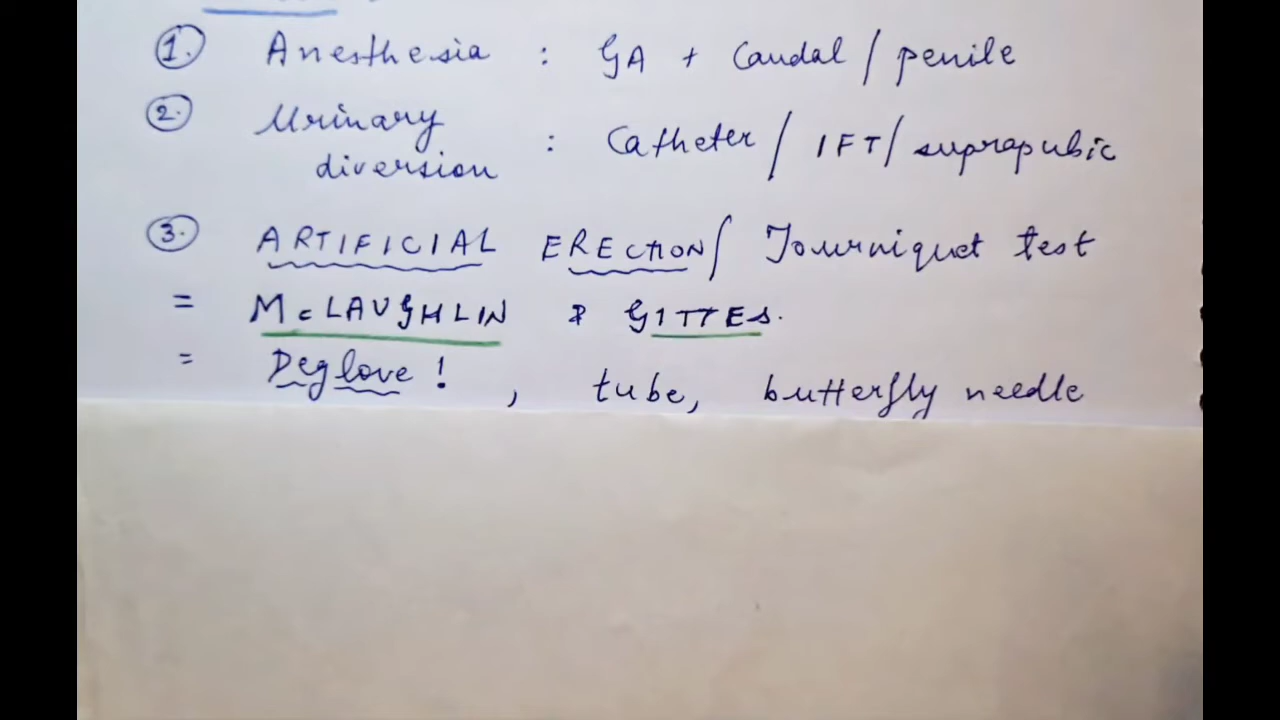 1. Anesthesia : GA + Caudal / penile
2. Urinary diversion : Catheter / IFT / suprapubic
3. ARTIFICIAL ERECTION / Tourniquet test
= McLAUGHLIN & GITTES.
= Deglove! , tube, butterfly needle